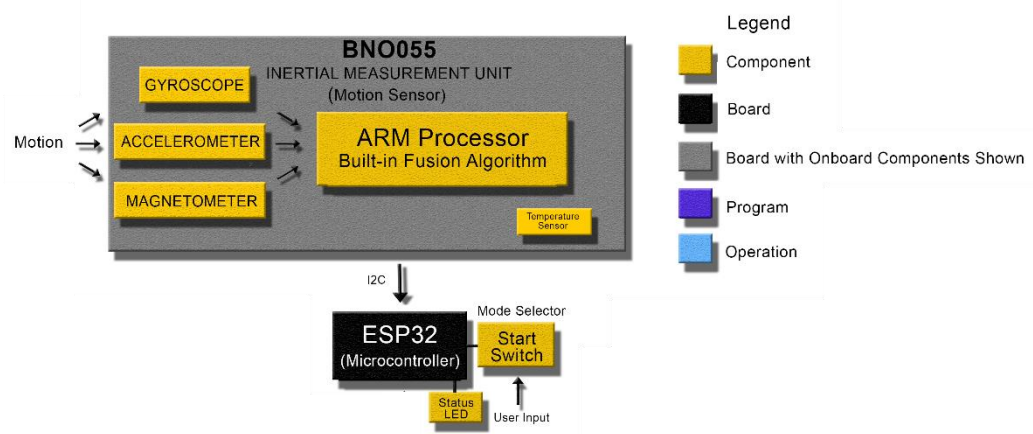 BNO055
INERTIAL MEASUREMENT UNIT
(Motion Sensor)
GYROSCOPE
Motion
ACCELEROMETER
MAGNETOMETER
ARM Processor
Built-in Fusion Algorithm
Temperature
Sensor
I2C
ESP32
(Microcontroller)
Mode Selector
Start
Switch
Status
LED
User Input
Legend
Component
Board
Board with Onboard Components Shown
Program
Operation